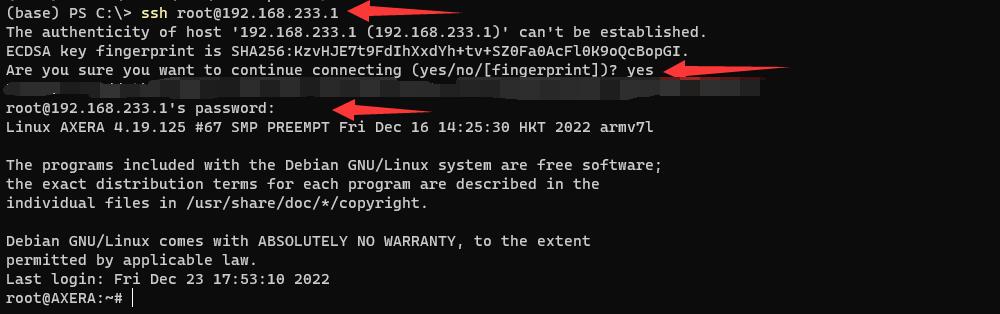 (base) PS C:\> ssh root@192.168.233.1
The authenticity of host '192.168.233.1 (192.168.233.1)' can't be established.
ECDSA key fingerprint is SHA256:KzvHJE7t9FdIhXxdYh+tv+SZ0Fa0AcFl0K9oQcBopGI.
Are you sure you want to continue connecting (yes/no/[fingerprint])? yes
root@192.168.233.1's password:
Linux AXERA 4.19.125 #67 SMP PREEMPT Fri Dec 16 14:25:30 HKT 2022 armv7l
The programs included with the Debian GNU/Linux system are free software;
the exact distribution terms for each program are described in the
individual files in /usr/share/doc/*/copyright.
Debian GNU/Linux comes with ABSOLUTELY NO WARRANTY, to the extent
permitted by applicable law.
Last login: Fri Dec 23 17:53:10 2022
root@AXERA:~#